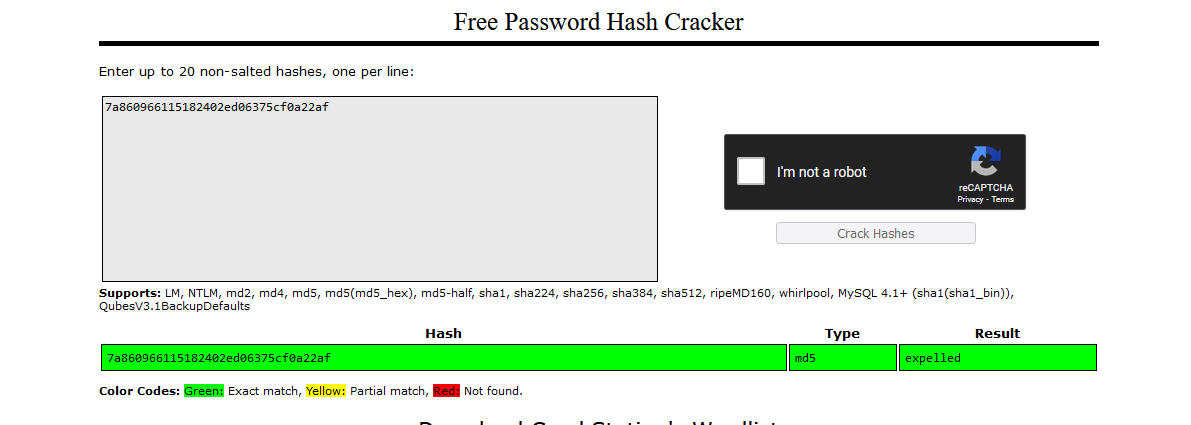 Free Password Hash Cracker
Enter up to 20 non-salted hashes, one per line:
7a860966115182402ed06375cf0a22af
I'm not a robot
reCAPTCHA
Privacy - Terms
Crack Hashes
Supports: LM, NTLM, md2, md4, md5, md5(md5_hex), md5-half, sha1, sha224, sha256, sha384, sha512, ripeMD160, whirlpool, MySQL 4.1+ (sha1(sha1_bin)),
QubesV3.1BackupDefaults
Hash Type Result
7a860966115182402ed06375cf0a22af md5 expelled
Color Codes: Green: Exact match, Yellow: Partial match, Red: Not found.